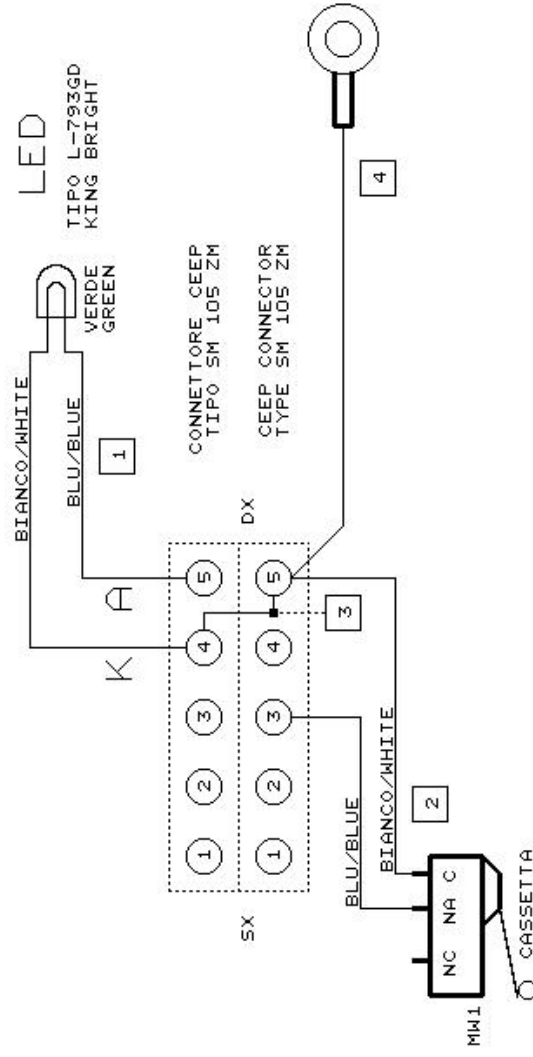 LED
TIPO L-793GD
KING BRIGHT
VERDE
GREEN
BIANCO/WHITE
BLU/BLUE
1
K A
CONNETTORE CEEP
TIPO SM 105 ZM
CEEP CONNECTOR
TYPE SM 105 ZM
SX
1 2 3 4 5
1 2 3 4 5
DX
3
4
BLU/BLUE
BIANCO/WHITE
2
NC NA C
MW1
CASSETTA